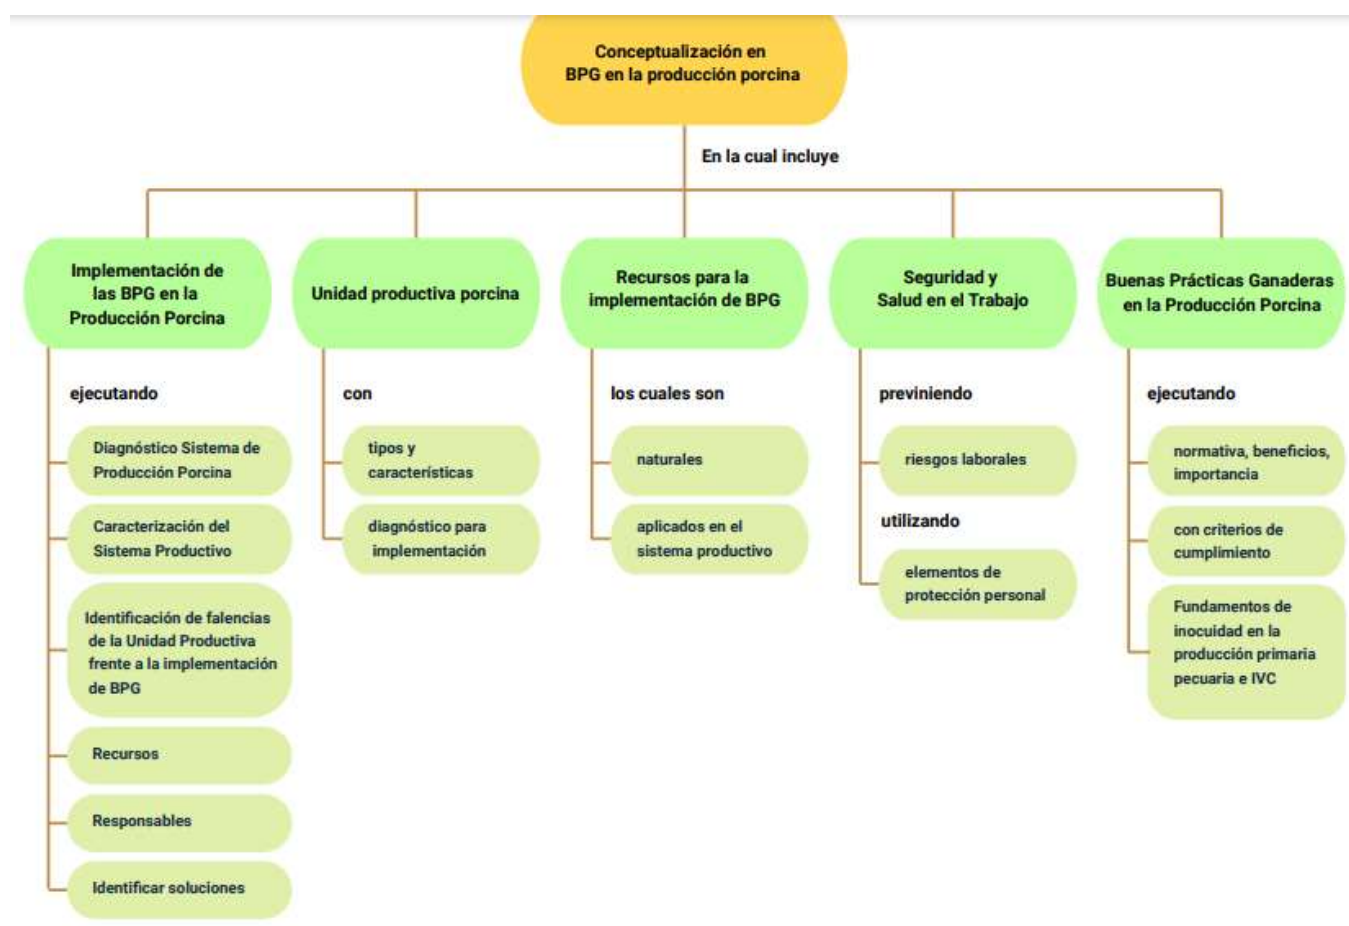 Conceptualización en
BPG en la producción porcina
En la cual incluye
Implementación de
las BPG en la
Producción Porcina
ejecutando
Diagnóstico Sistema de
Producción Porcina
Caracterización del
Sistema Productivo
Identificación de falencias
de la Unidad Productiva
frente a la implementación
de BPG
Recursos
Responsables
Identificar soluciones
Unidad productiva porcina
con
tipos y
características
diagnóstico para
implementación
Recursos para la
implementación de BPG
los cuales son
naturales
aplicados en el
sistema productivo
Seguridad y
Salud en el Trabajo
previniendo
riesgos laborales
utilizando
elementos de
protección personal
Buenas Prácticas Ganaderas
en la Producción Porcina
ejecutando
normativa, beneficios,
importancia
con criterios de
cumplimiento
Fundamentos de
inocuidad en la
producción primaria
pecuaria e IVC